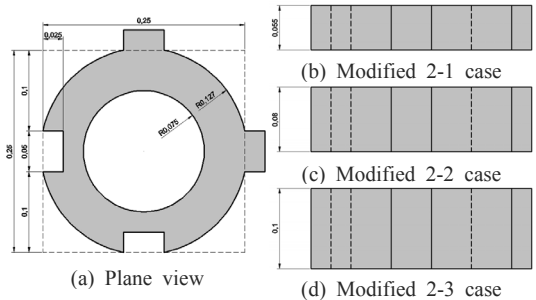 0,25
0,025
0,25
0,1
0,05
0,1
R0,075
R0,127
(a) Plane view
0,055
(b) Modified 2-1 case
0,08
(c) Modified 2-2 case
0,1
(d) Modified 2-3 case